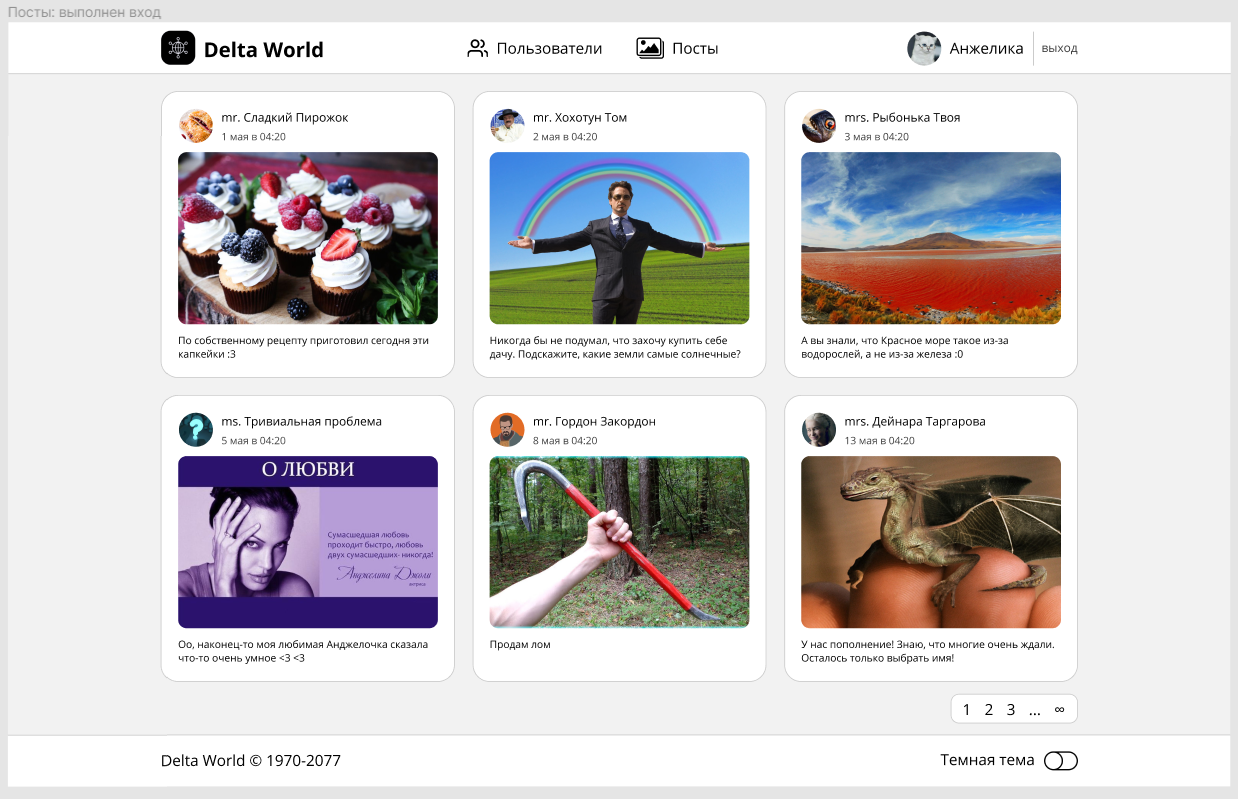 Посты: выполнен вход
Delta World
Пользователи
Посты
Анжелика
выход
mr. Сладкий Пирожок
1 мая в 04:20
По собственному рецепту приготовил сегодня эти
капкейки :3
mr. Хохотун Том
2 мая в 04:20
Никогда бы не подумал, что захочу купить себе
дачу. Подскажите, какие земли самые солнечные?
mrs. Рыбонька Твоя
3 мая в 04:20
А вы знали, что Красное море такое из-за
водорослей, а не из-за железа :0
ms. Тривиальная проблема
5 мая в 04:20
О ЛЮБВИ
Сумасшедшая любовь
проходит быстро, любовь
двух сумасшедших- никогда!
Анджелина Джоли
актриса
Оо, наконец-то моя любимая Анджелочка сказала
что-то очень умное <3 <3
mr. Гордон Закордон
8 мая в 04:20
Продам лом
mrs. Дейнара Таргарова
13 мая в 04:20
У нас пополнение! Знаю, что многие очень ждали.
Осталось только выбрать имя!
1 2 3 ... ∞
Delta World © 1970-2077
Темная тема